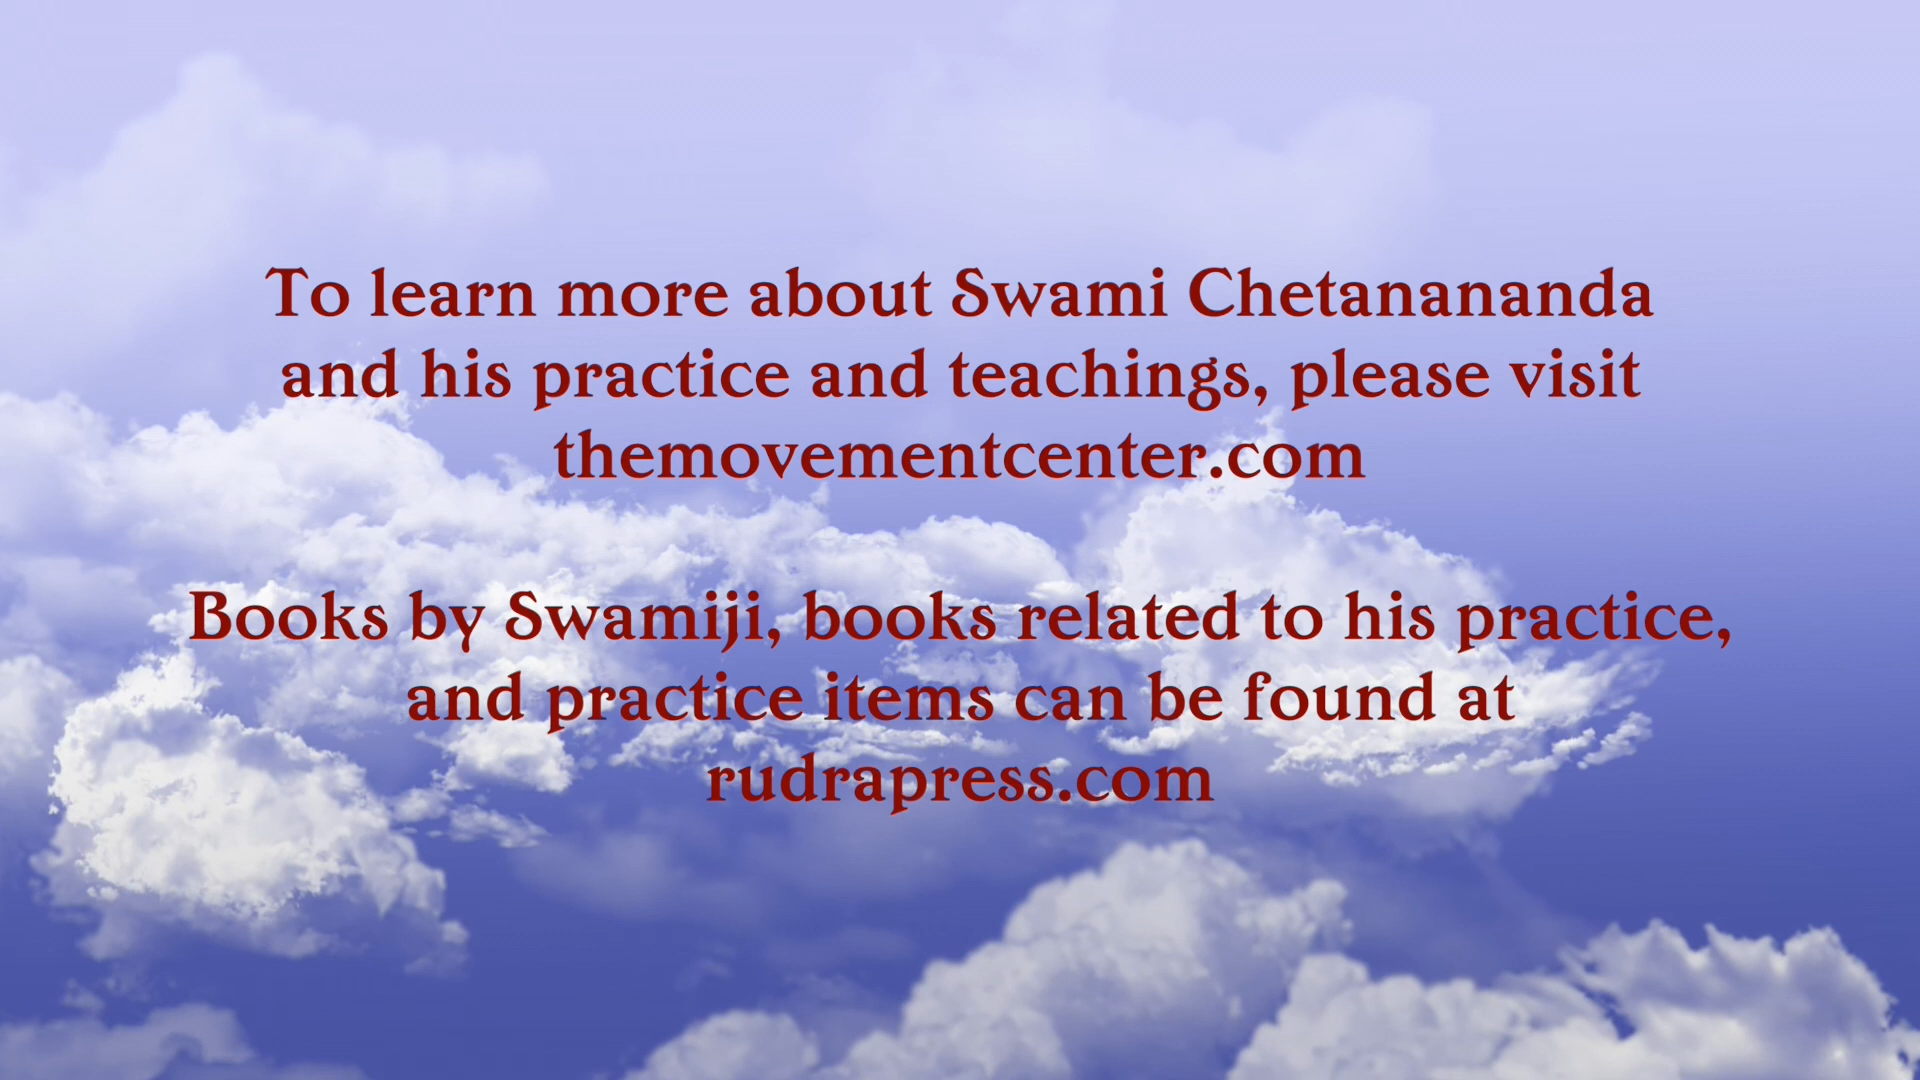 To learn more about Swami Chetanananda
and his practice and teachings, please visit
themovementcenter.com
Books by Swamiji, books related to his practice,
and practice items can be found at
rudrapress.com